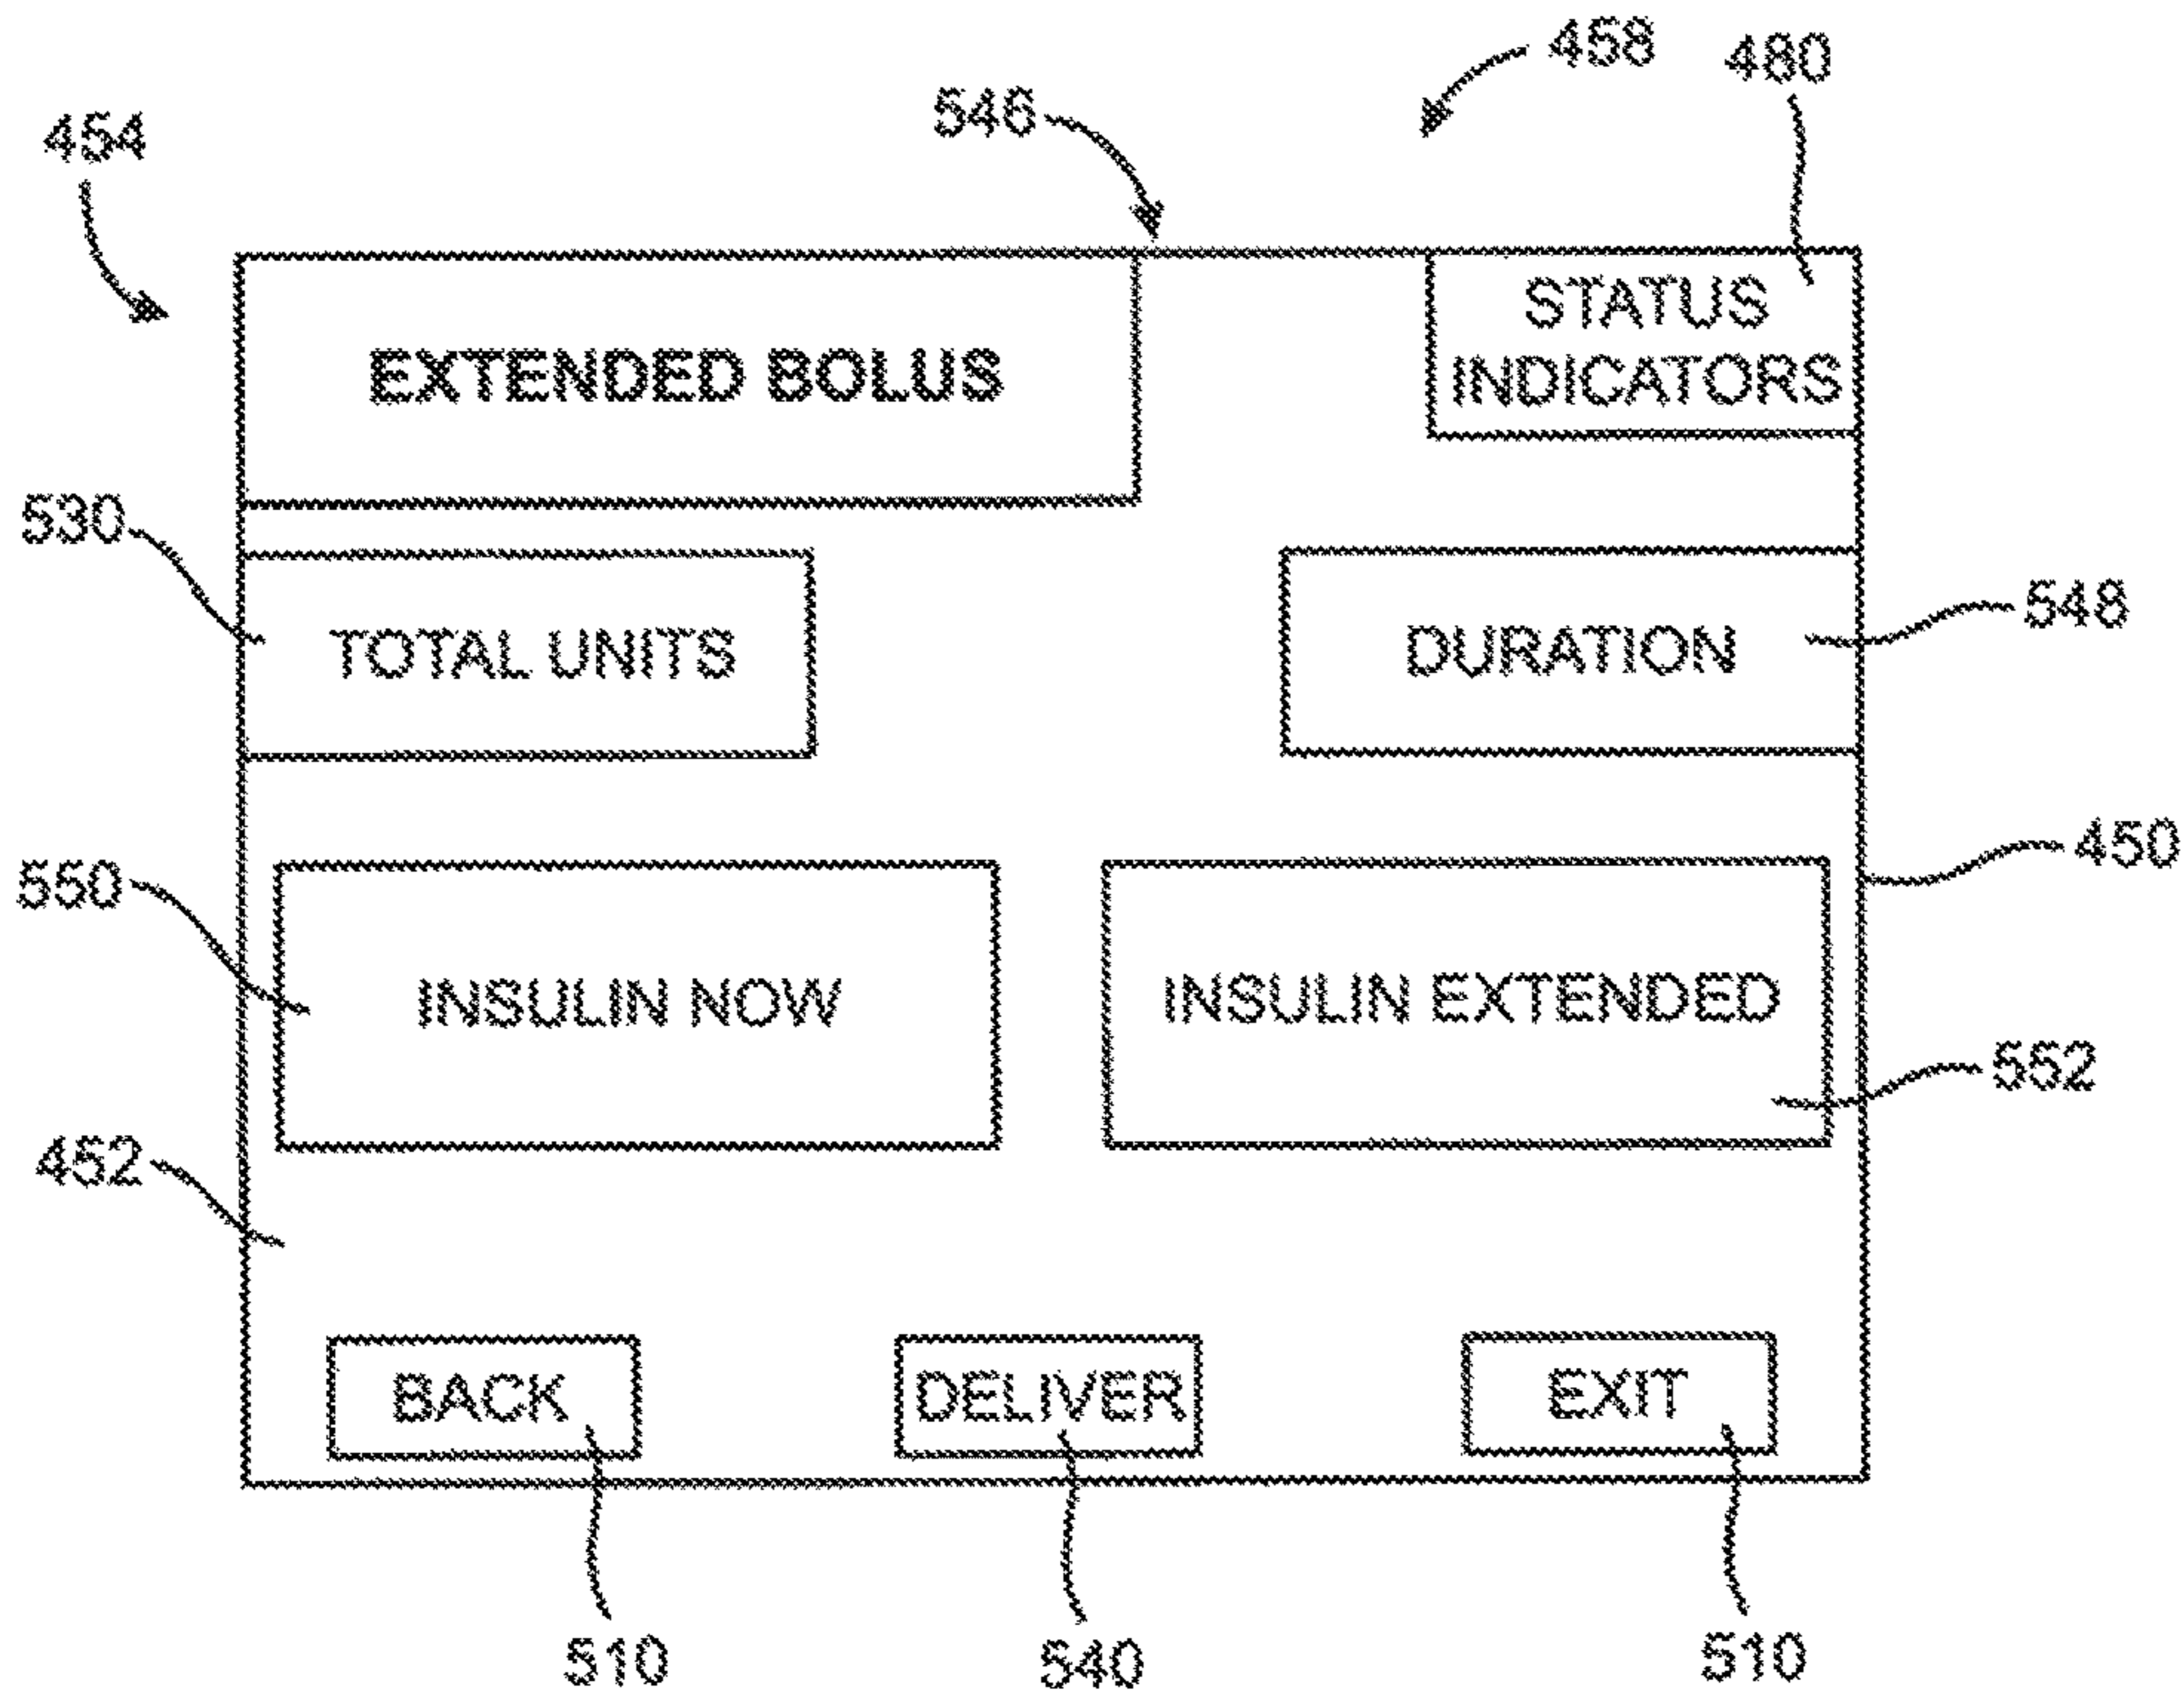 458
480
546
454
STATUS
INDICATORS
EXTENDED BOLUS
530
TOTAL UNITS
DURATION
548
450
550
INSULIN NOW
INSULIN EXTENDED
552
452
BACK
DELIVER
EXIT
510
540
510